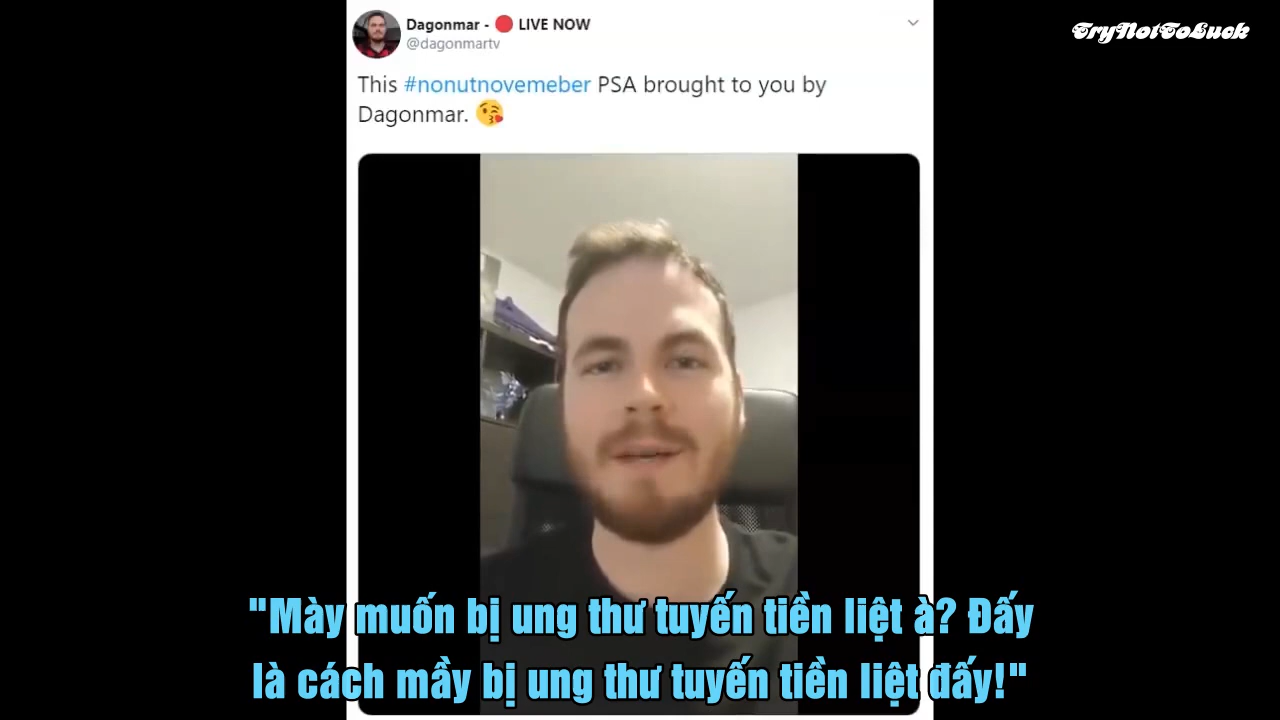 Dagonmar - 🔴 LIVE NOW
@dagonmartv
TryNotToLuck
This #nonutnovemeber PSA brought to you by
Dagonmar. 😘
"Mày muốn bị ung thư tuyến tiền liệt à? Đấy
là cách mầy bị ung thư tuyến tiền liệt đấy!"